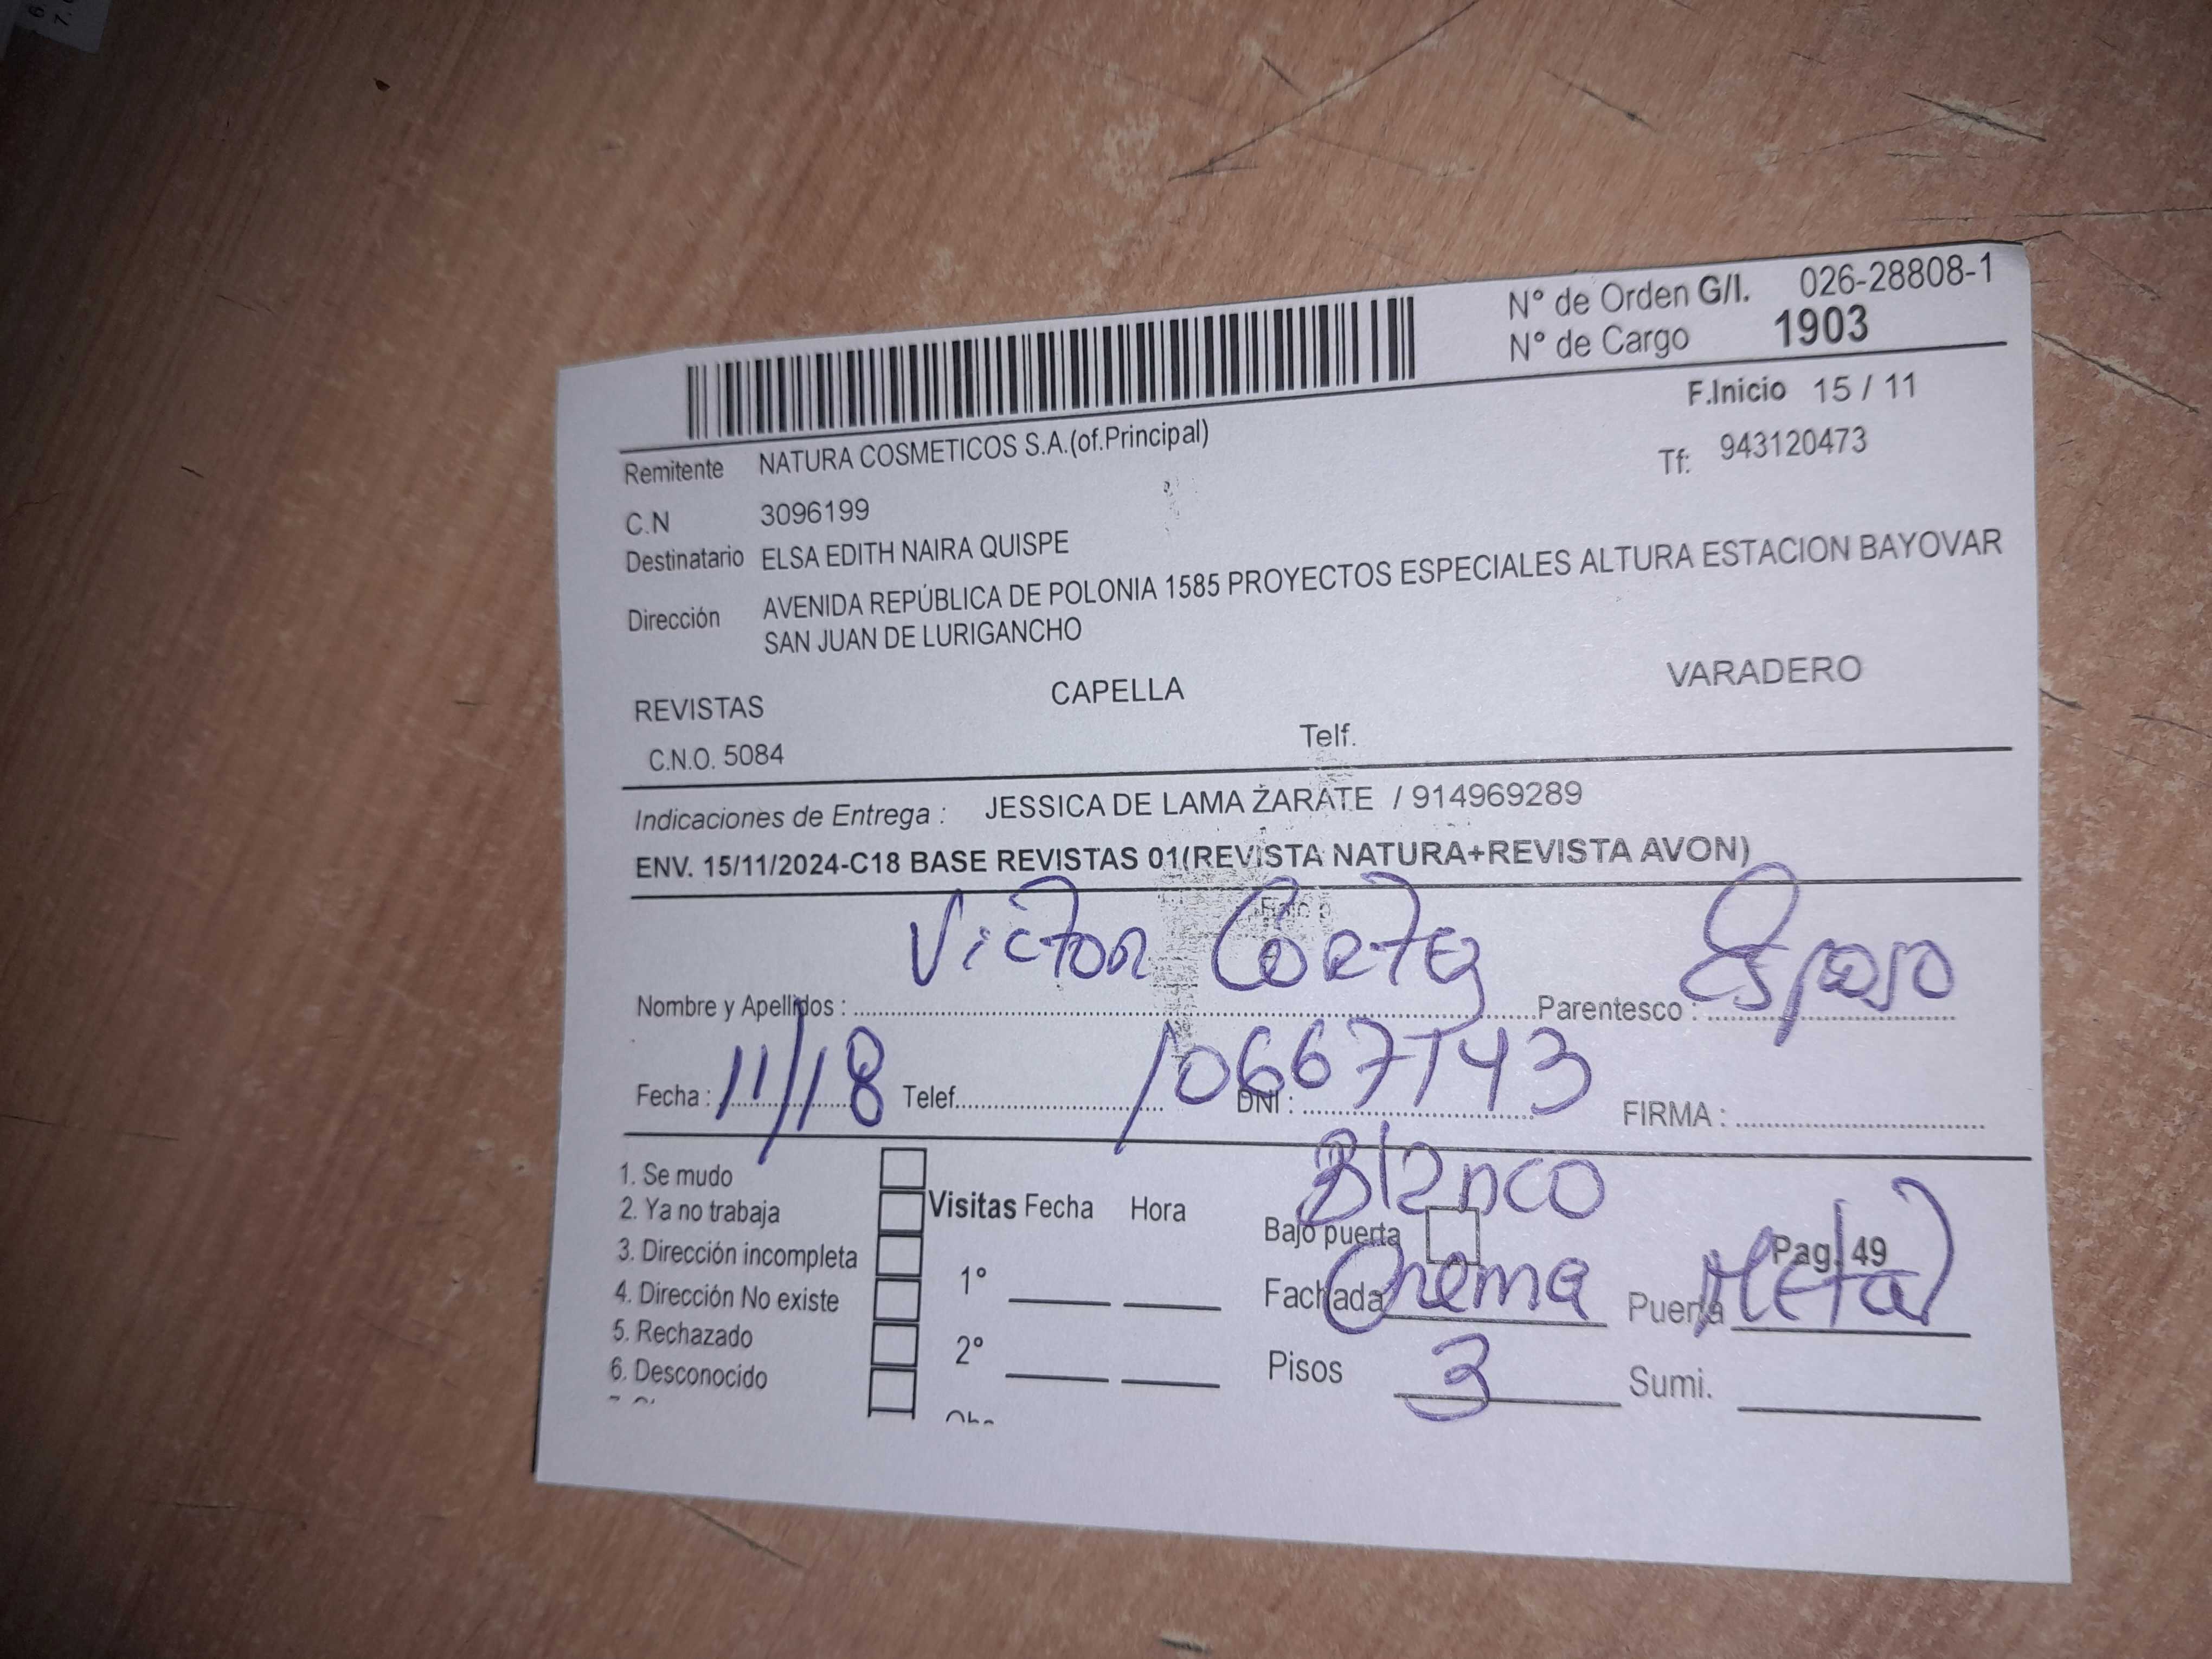 N° de Orden G/I. 026-28808-1
N° de Cargo 1903
F.Inicio 15 / 11
Remitente NATURA COSMETICOS S.A.(of.Principal)
Tf: 943120473
C.N 3096199
Destinatario ELSA EDITH NAIRA QUISPE
Dirección AVENIDA REPÚBLICA DE POLONIA 1585 PROYECTOS ESPECIALES ALTURA ESTACION BAYOVAR
SAN JUAN DE LURIGANCHO
REVISTAS CAPELLA VARADERO
C.N.O. 5084 Telf.
Indicaciones de Entrega : JESSICA DE LAMA ZARATE / 914969289
ENV. 15/11/2024-C18 BASE REVISTAS 01(REVISTA NATURA+REVISTA AVON)
Nombre y Apellidos : Victor Parentesco : Esposo
Fecha : 11/18 Telef. DNI : 10667143 FIRMA :
1. Se mudo
2. Ya no trabaja
3. Dirección incompleta
4. Dirección No existe
5. Rechazado
6. Desconocido
Visitas Fecha Hora
1°
2°
Blanco
Bajo puerta Pag. 49
Fachada Crema Puerta Metal
Pisos 3 Sumi.